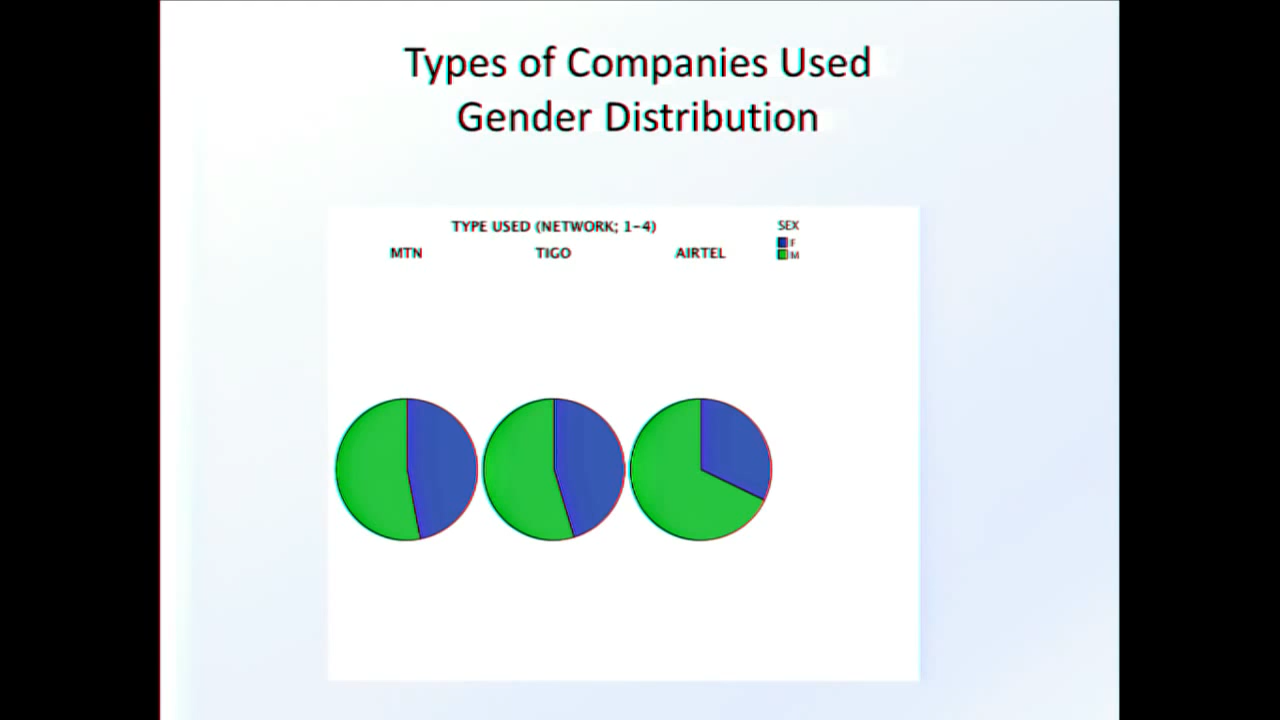 Types of Companies Used
Gender Distribution
TYPE USED (NETWORK; 1-4)
SEX
MTN
TIGO
AIRTEL
F
M